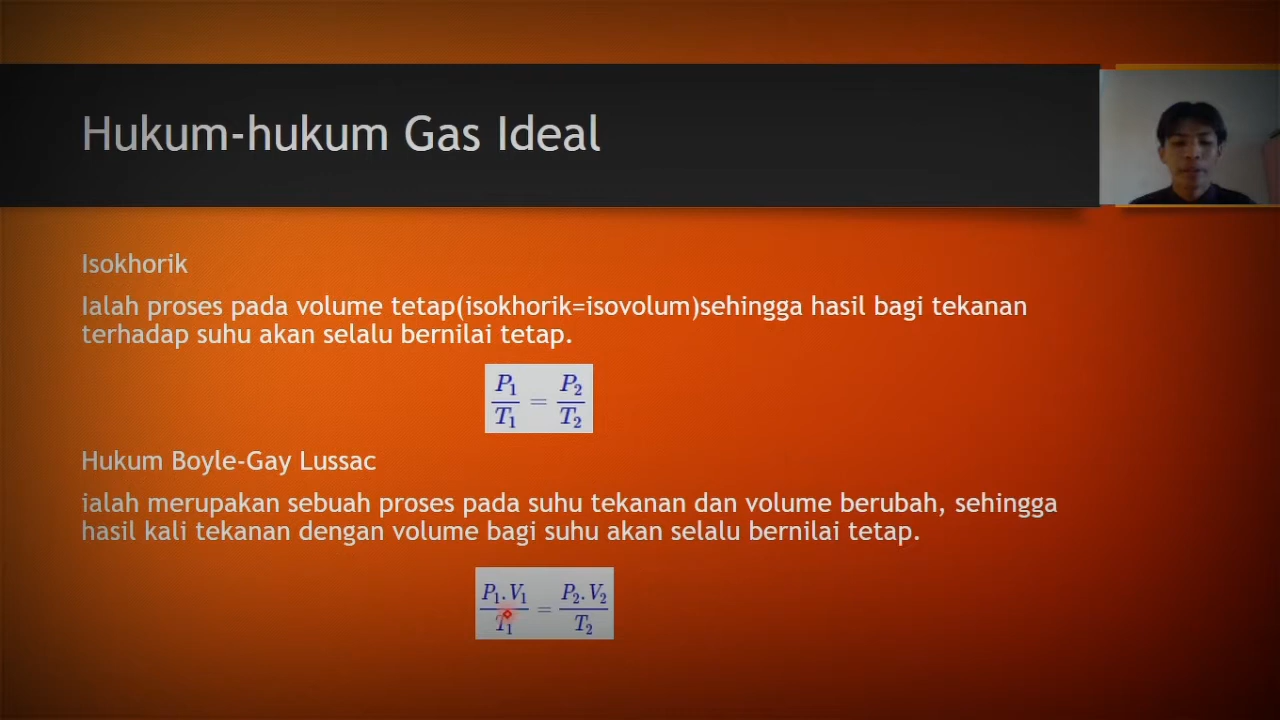 Hukum-hukum Gas Ideal
Isokhorik
Ialah proses pada volume tetap(isokhorik=isovolum)sehingga hasil bagi tekanan
terhadap suhu akan selalu bernilai tetap.
P₁/T₁ = P₂/T₂
Hukum Boyle-Gay Lussac
ialah merupakan sebuah proses pada suhu tekanan dan volume berubah, sehingga
hasil kali tekanan dengan volume bagi suhu akan selalu bernilai tetap.
P₁.V₁/T₁ = P₂.V₂/T₂